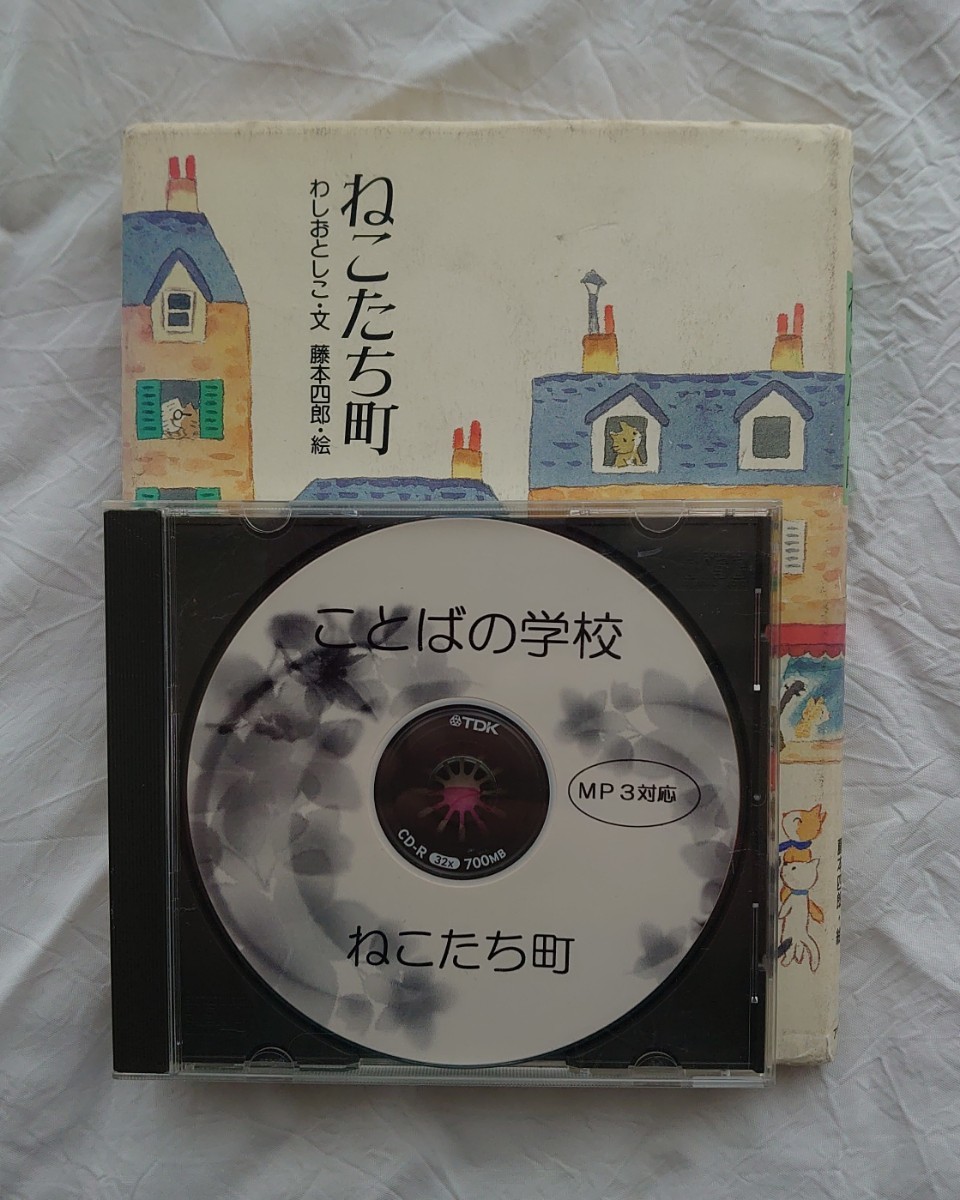 ねこたち町
わしおとしこ・文 藤本四郎・絵
ことばの学校
TDK
MP3対応
CD-R 32x 700MB
ねこたち町